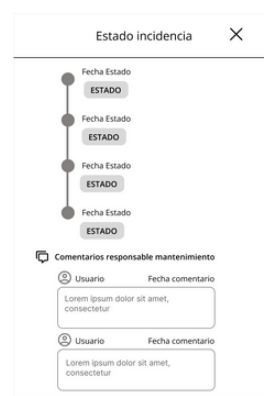 Estado incidencia
Fecha Estado
ESTADO
Fecha Estado
ESTADO
Fecha Estado
ESTADO
Fecha Estado
ESTADO
Comentarios responsable mantenimiento
Usuario Fecha comentario
Lorem ipsum dolor sit amet,
consectetur
Usuario Fecha comentario
Lorem ipsum dolor sit amet,
consectetur